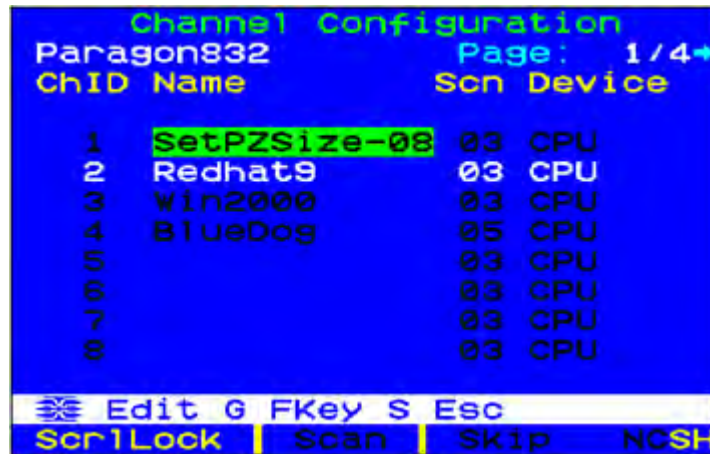 Channel Configuration
Paragon832 Page: 1/4→
ChID Name Scn Device
1 SetPZSize-08 03 CPU
2 Redhat9 03 CPU
3 Win2000 03 CPU
4 BlueDog 05 CPU
5 03 CPU
6 03 CPU
7 03 CPU
8 03 CPU
Edit G FKey S Esc
ScrlLock Scan Skip NCSH